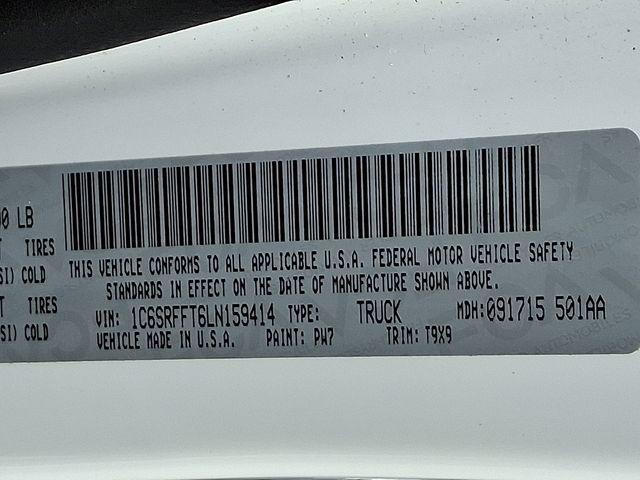 00 LB
TIRES
SI) COLD
THIS VEHICLE CONFORMS TO ALL APPLICABLE U.S.A. FEDERAL MOTOR VEHICLE SAFETY
STANDARDS IN EFFECT ON THE DATE OF MANUFACTURE SHOWN ABOVE.
T TIRES
VIN: 1C6SRFFT6LN159414 TYPE: TRUCK MDH:091715 501AA
SI) COLD
VEHICLE MADE IN U.S.A. PAINT: PW7 TRIM: T9X9